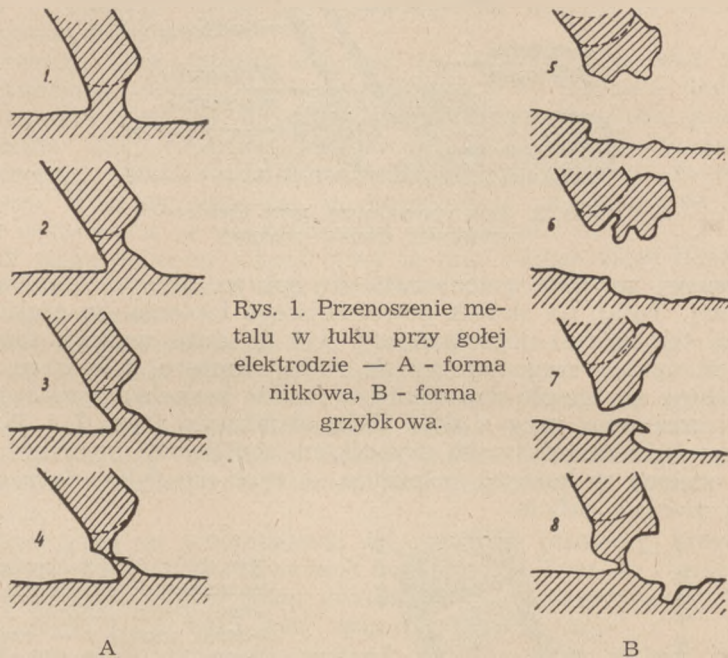 1.
2
3
4
A
Rys. 1. Przenoszenie me-
talu w łuku przy gołej
elektrodzie — A - forma
nitkowa, B - forma
grzybkowa.
5
6
7
8
B